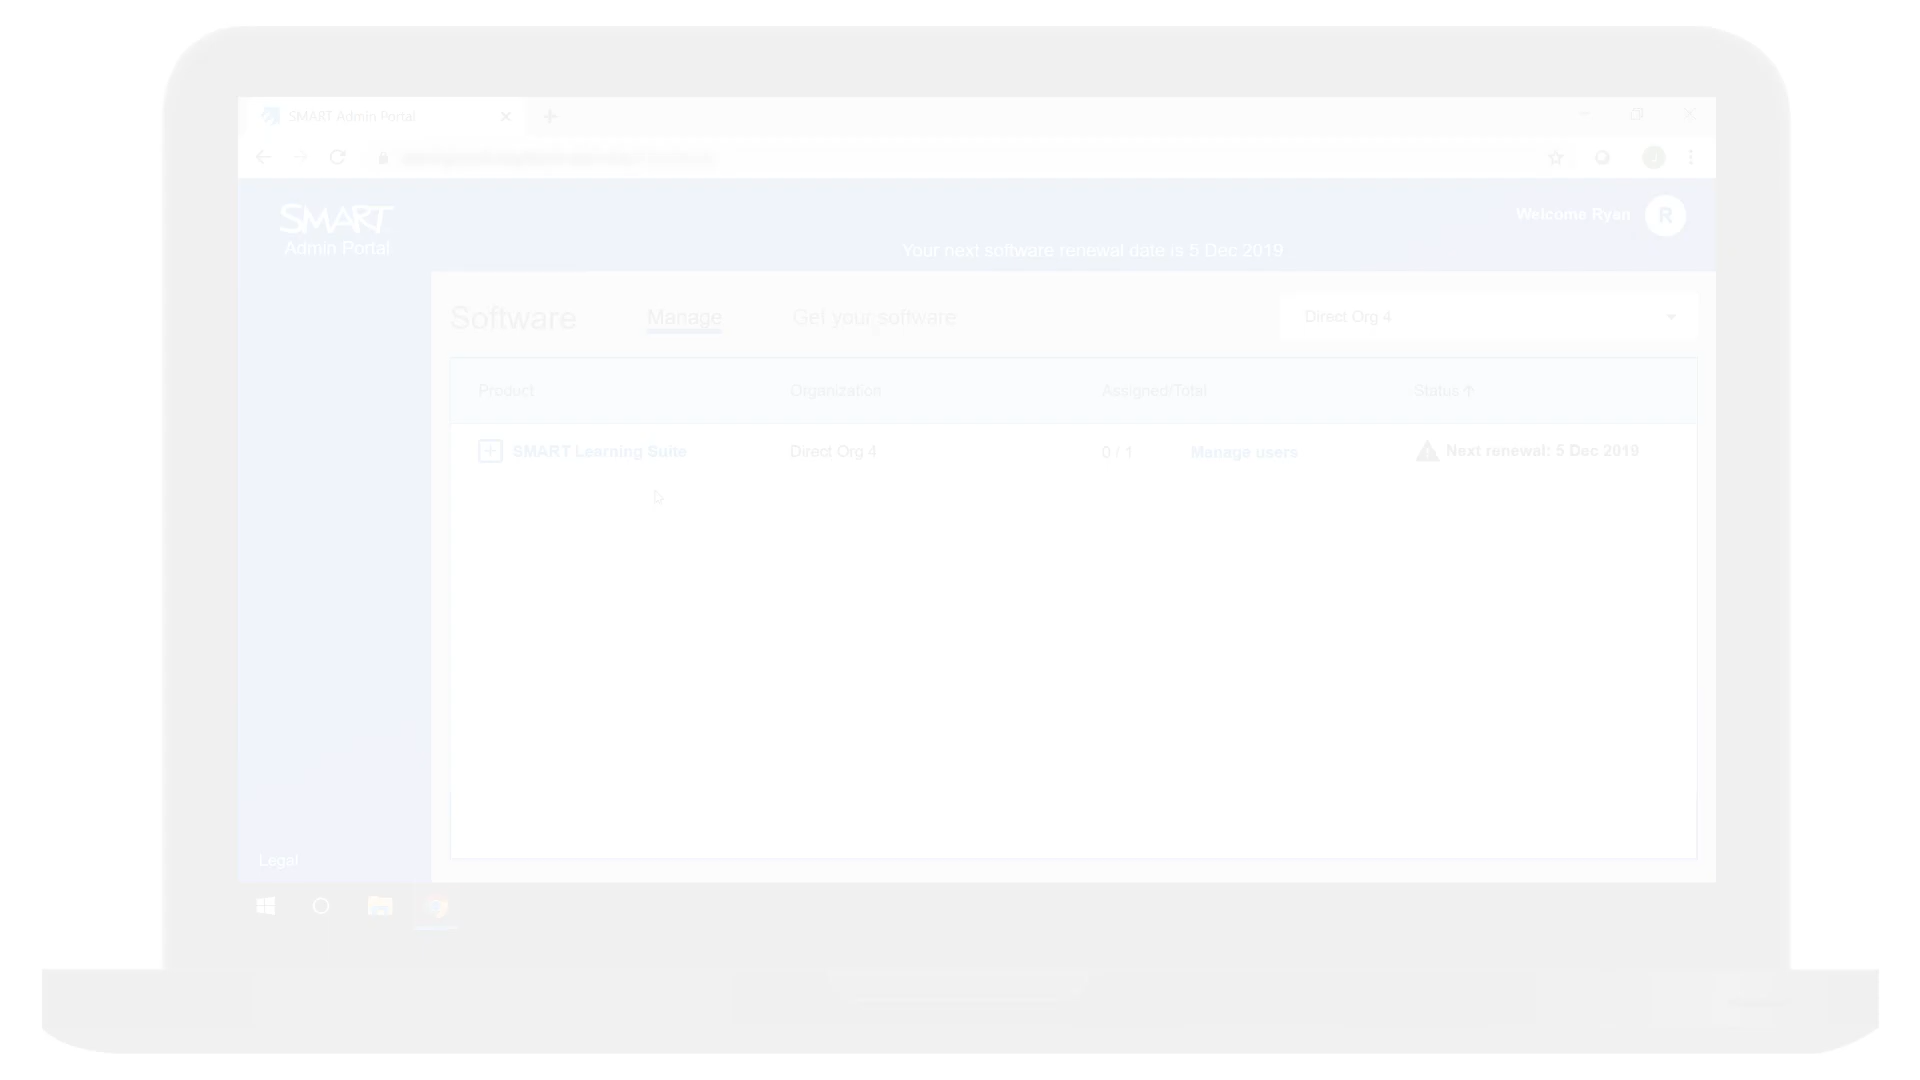 SMART Admin Portal
SMART
Admin Portal
Welcome Ryan
R
Your next software renewal date is 5 Dec 2019
Software
Manage
Get your software
Direct Org 4
Product
Organization
Assigned/Total
Status
SMART Learning Suite
Direct Org 4
0 / 1
Manage users
Next renewal: 5 Dec 2019
Legal